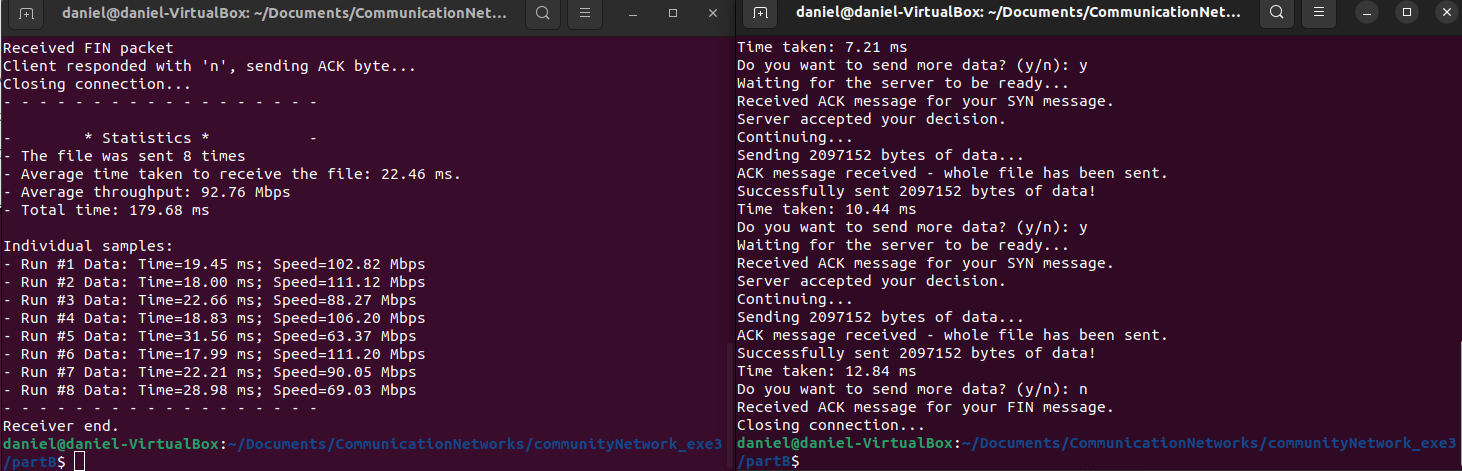 daniel@daniel-VirtualBox: ~/Documents/CommunicationNet...
Received FIN packet
Client responded with 'n', sending ACK byte...
Closing connection...
- - - - - - - - - - - - - - - - - -
-        * Statistics *           -
- The file was sent 8 times
- Average time taken to receive the file: 22.46 ms.
- Average throughput: 92.76 Mbps
- Total time: 179.68 ms
Individual samples:
- Run #1 Data: Time=19.45 ms; Speed=102.82 Mbps
- Run #2 Data: Time=18.00 ms; Speed=111.12 Mbps
- Run #3 Data: Time=22.66 ms; Speed=88.27 Mbps
- Run #4 Data: Time=18.83 ms; Speed=106.20 Mbps
- Run #5 Data: Time=31.56 ms; Speed=63.37 Mbps
- Run #6 Data: Time=17.99 ms; Speed=111.20 Mbps
- Run #7 Data: Time=22.21 ms; Speed=90.05 Mbps
- Run #8 Data: Time=28.98 ms; Speed=69.03 Mbps
- - - - - - - - - - - - - - - - - -
Receiver end.
daniel@daniel-VirtualBox:~/Documents/CommunicationNetworks/communityNetwork_exe3
/partB$
daniel@daniel-VirtualBox: ~/Documents/CommunicationNet...
Time taken: 7.21 ms
Do you want to send more data? (y/n): y
Waiting for the server to be ready...
Received ACK message for your SYN message.
Server accepted your decision.
Continuing...
Sending 2097152 bytes of data...
ACK message received - whole file has been sent.
Successfully sent 2097152 bytes of data!
Time taken: 10.44 ms
Do you want to send more data? (y/n): y
Waiting for the server to be ready...
Received ACK message for your SYN message.
Server accepted your decision.
Continuing...
Sending 2097152 bytes of data...
ACK message received - whole file has been sent.
Successfully sent 2097152 bytes of data!
Time taken: 12.84 ms
Do you want to send more data? (y/n): n
Received ACK message for your FIN message.
Closing connection...
daniel@daniel-VirtualBox:~/Documents/CommunicationNetworks/communityNetwork_exe3
/partB$